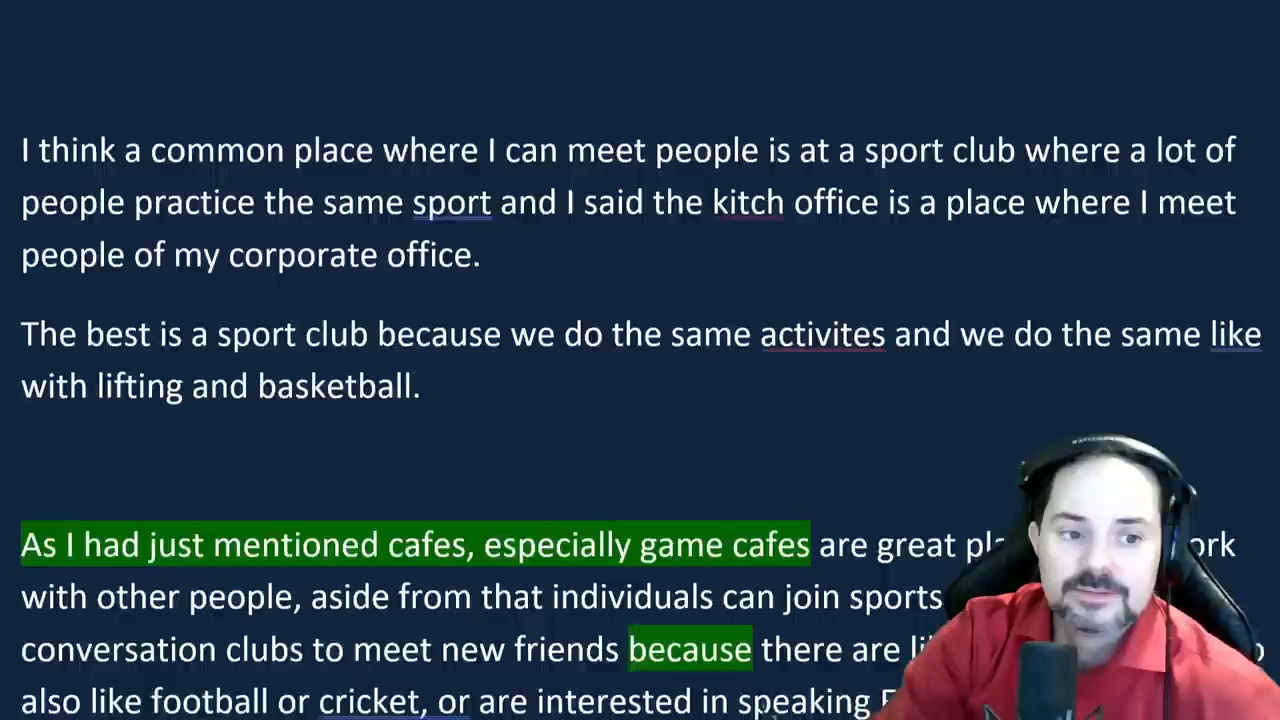 I think a common place where I can meet people is at a sport club where a lot of
people practice the same sport and I said the kitch office is a place where I meet
people of my corporate office.
The best is a sport club because we do the same activites and we do the same like
with lifting and basketball.
As I had just mentioned cafes, especially game cafes are great
with other people, aside from that individuals can join sports
conversation clubs to meet new friends because there are
also like football or cricket, or are interested in speaking